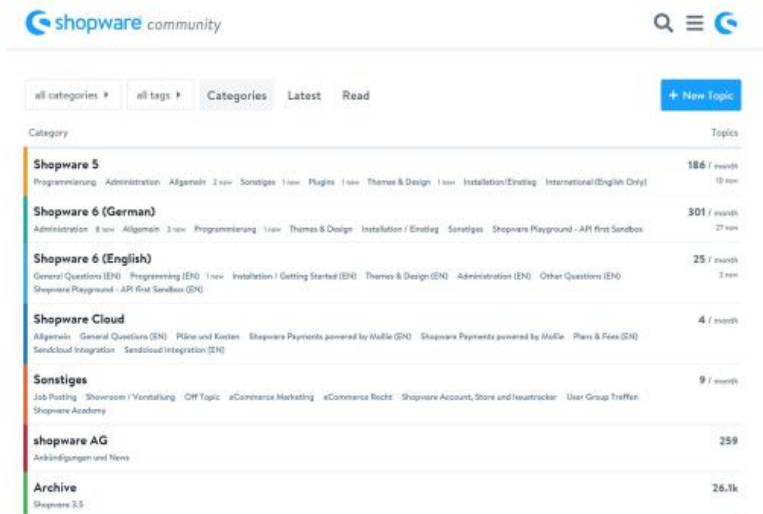 shopware community
all categories all tags Categories Latest Read + New Topic
Category Topics
Shopware 5 186 / month
Programmierung Administration Allgemein 2 new Sonstiges 1 new Plugins 1 new Themes & Design 1 new Installation/Einstieg International (English Only) 10 new
Shopware 6 (German) 301 / month
Administration 8 new Allgemein 3 new Programmierung 1 new Themes & Design Installation / Einstieg Sonstiges Shopware Playground - API first Sandbox 27 new
Shopware 6 (English) 25 / month
General Questions (EN) Programming (EN) 1 new Installation / Getting Started (EN) Themes & Design (EN) Administration (EN) Other Questions (EN) 2 new
Shopware Playground - API first Sandbox (EN)
Shopware Cloud 4 / month
Allgemein General Questions (EN) Pläne und Kosten Shopware Payments powered by Mollie (EN) Shopware Payments powered by Mollie Plans & Fees (EN)
Sendcloud Integration Sendcloud Integration (EN)
Sonstiges 9 / month
Job Posting Showroom / Vorstellung Off Topic eCommerce Marketing eCommerce Recht Shopware Account, Store und Issuetracker User Group Treffen
Shopware Academy
shopware AG 259
Ankündigungen und News
Archive 26.1k
Shopware 3.5